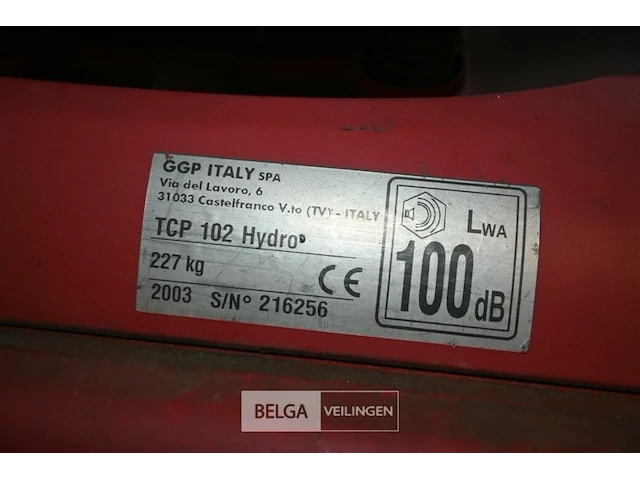 GGP ITALY SPA
Via del Lavoro, 6
31033 Castelfranco V.to (TV) - ITALY
TCP 102 Hydro
227 kg
CE
2003 S/N° 216256
LWA
100 dB
BELGA VEILINGEN